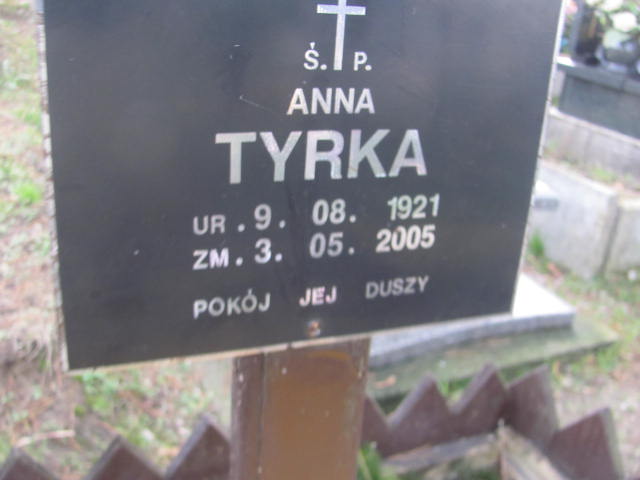 Ś. P.
ANNA
TYRKA
UR. 9. 08. 1921
ZM. 3. 05. 2005
POKÓJ JEJ DUSZY